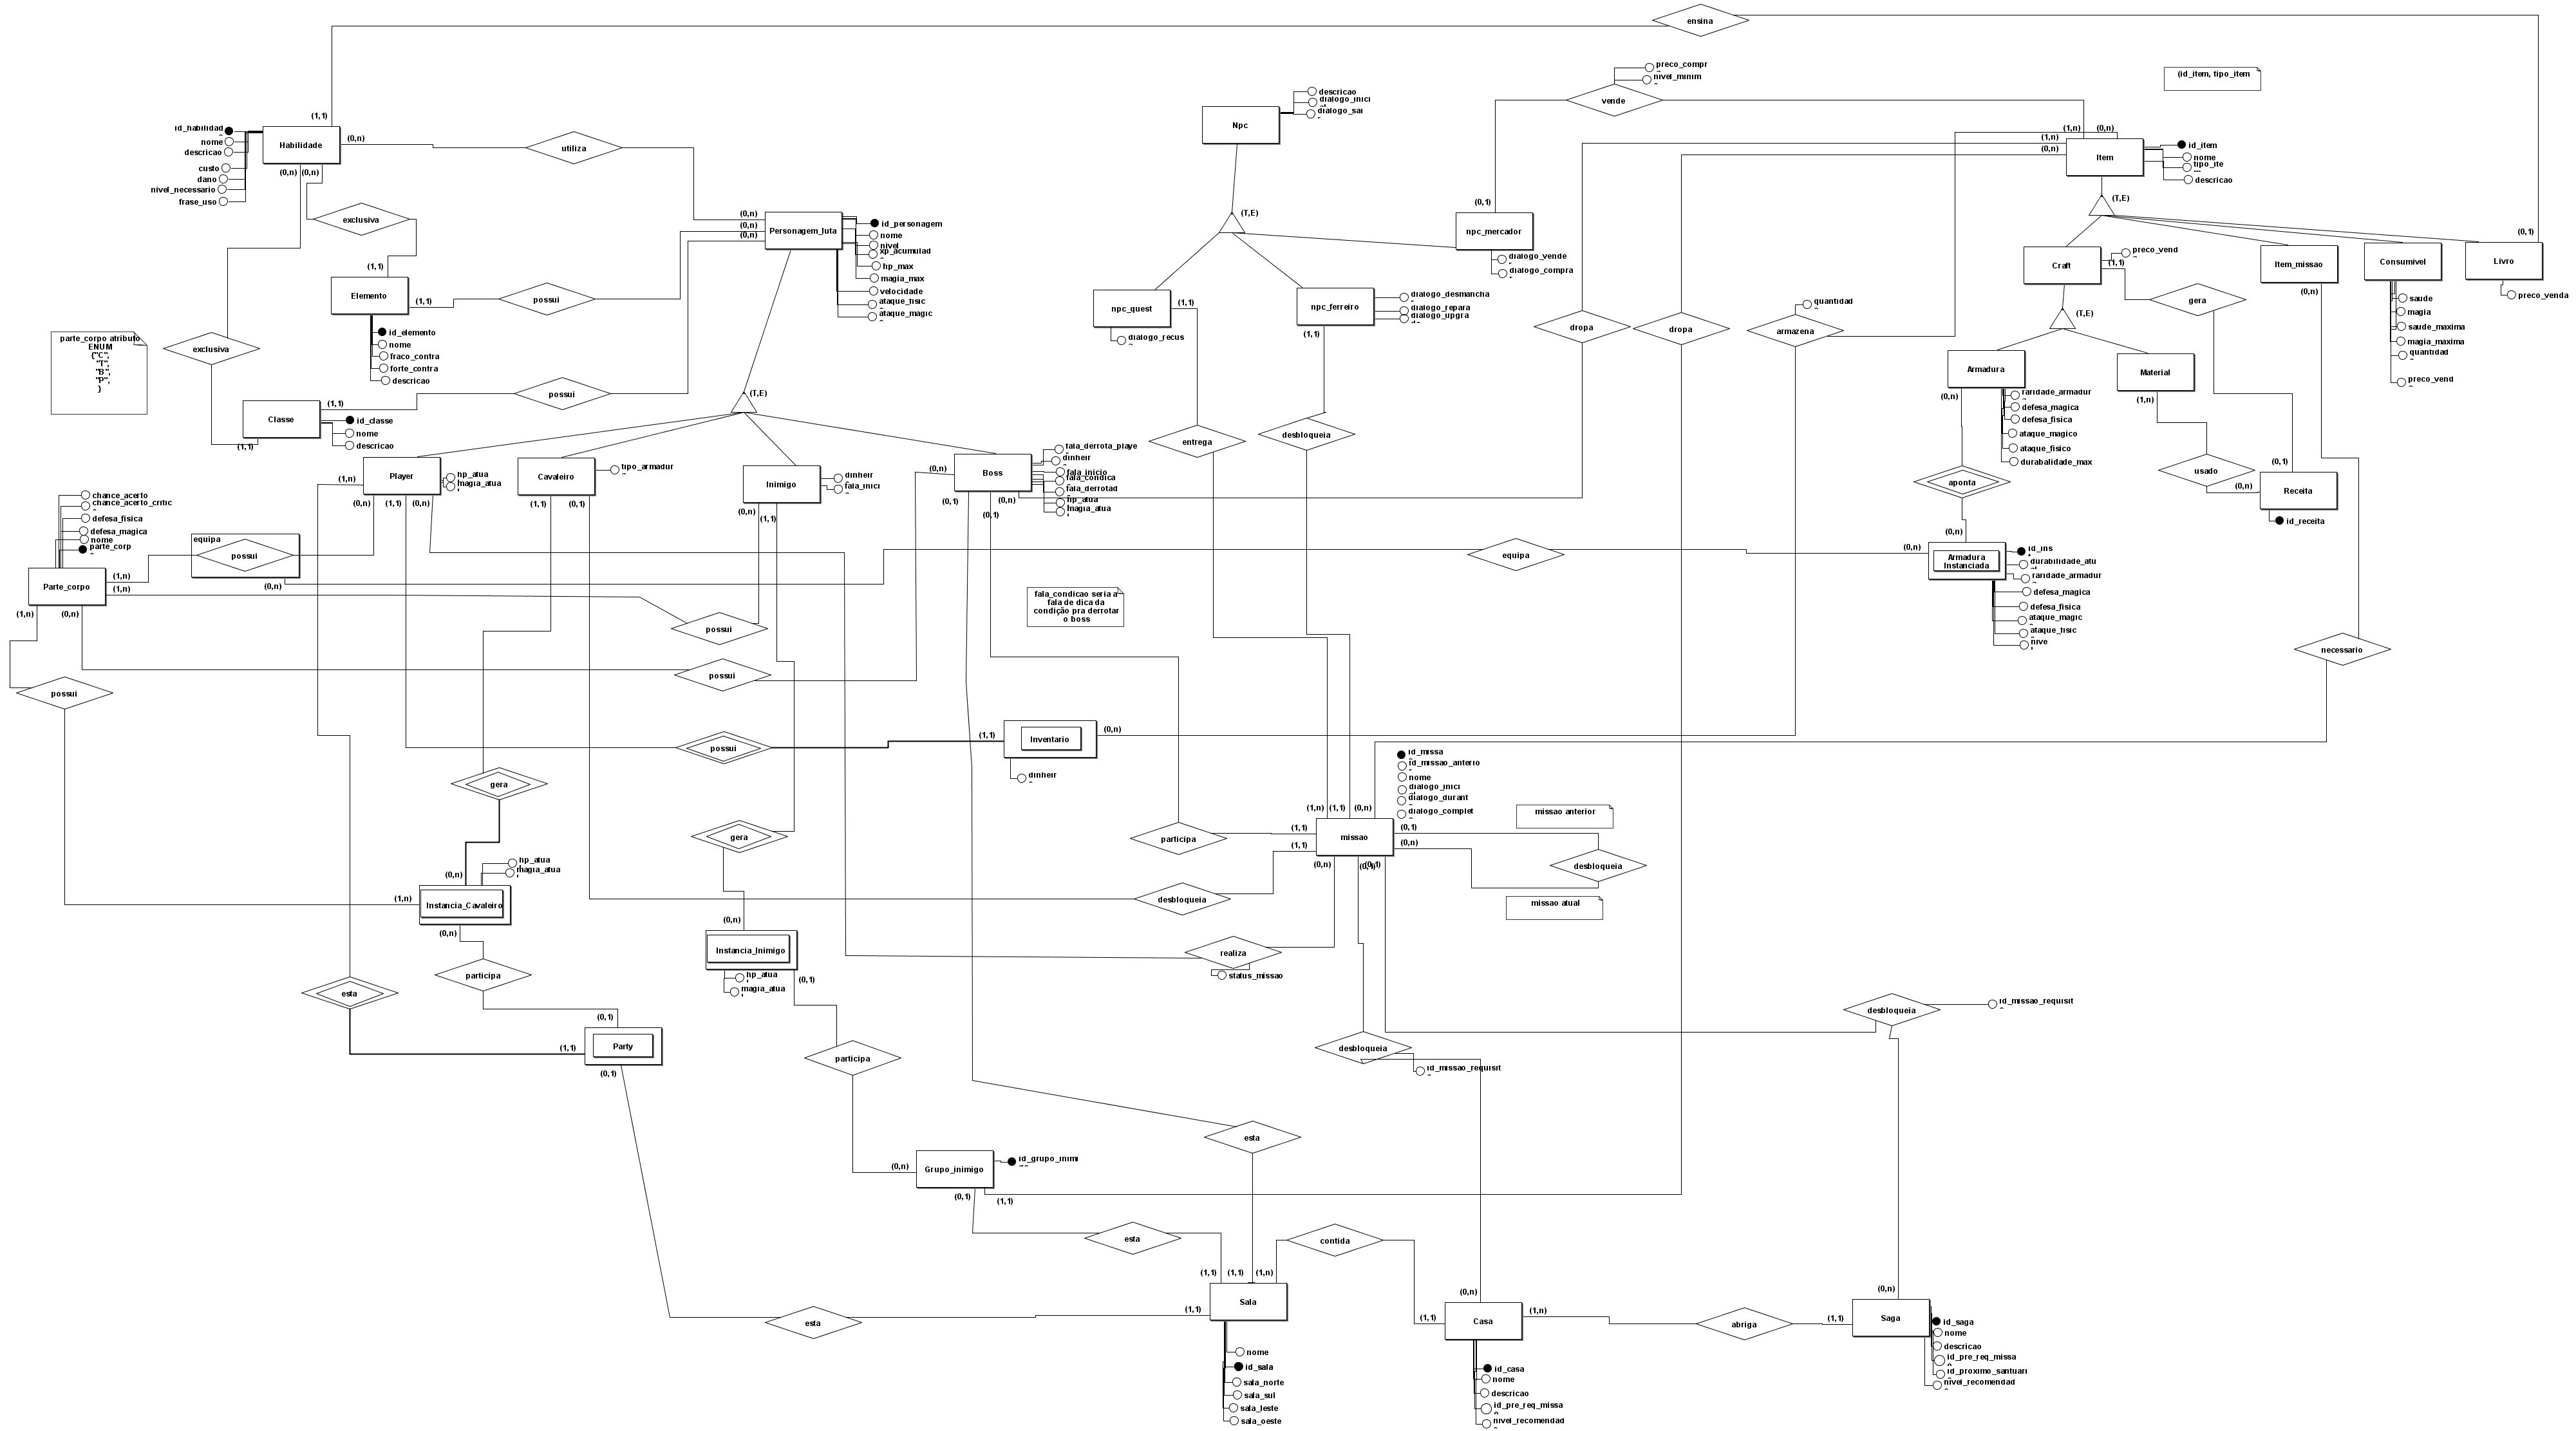 ensina
preco_compr
nivel_minim
vende
(id_item, tipo_item
descricao
dialogo_inici
dialogo_sai
Npc
(1,1)
id_habilidad
nome
descricao
custo
dano
nivel_necessario
frase_uso
Habilidade
(0,n)
(0,n)
(0,n)
utiliza
(1,n)
(0,n)
(1,n)
(0,n)
Item
id_item
nome
tipo_ite
descricao
exclusiva
(0,n)
(0,n)
(0,n)
Personagem_luta
id_personagem
nome
nivel
xp_acumulad
hp_max
magia_max
velocidade
ataque_fisic
ataque_magic
(T,E)
(0,1)
npc_mercador
dialogo_vende
dialogo_compra
(T,E)
(0,1)
Craft
preco_vend
(1,1)
Item_missao
(0,n)
Consumivel
saude
magia
saude_maxima
magia_maxima
quantidad
preco_vend
Livro
preco_venda
(1,1)
Elemento
(1,1)
id_elemento
nome
fraco_contra
forte_contra
descricao
possui
npc_quest
(1,1)
dialogo_recus
npc_ferreiro
dialogo_desmancha
dialogo_repara
dialogo_upgra
(1,1)
dropa
dropa
quantidad
armazena
gera
(T,E)
parte_corpo atributo
ENUM
{"C",
"T",
"B",
"P",
}
exclusiva
possui
Classe
(1,1)
(1,1)
id_classe
nome
descricao
(T,E)
Armadura
(0,n)
raridade_armadur
defesa_magica
defesa_fisica
ataque_magico
ataque_fisico
durabalidade_max
Material
(1,n)
entrega
desbloqueia
usado
(0,1)
(0,n)
Receita
id_receita
(1,n)
Player
hp_atua
magia_atua
(0,n)
(1,1)
(0,n)
Cavaleiro
tipo_armadur
(1,1)
(0,1)
Inimigo
dinheir
fala_inici
(0,n)
(1,1)
(0,n)
Boss
fala_derrota_playe
dinheir
fala_inicio
fala_condica
fala_derrotad
hp_atua
magia_atua
(0,1)
(0,n)
(0,1)
aponta
chance_acerto
chance_acerto_critic
defesa_fisica
defesa_magica
nome
parte_corp
Parte_corpo
(1,n)
(1,n)
(1,n)
(0,n)
equipa
possui
(0,n)
equipa
(0,n)
(0,n)
Armadura
Instanciada
id_ins
durabilidade_atu
raridade_armadur
defesa_magica
defesa_fisica
ataque_magic
ataque_fisic
nive
fala_condicao seria a
fala de dica da
condição pra derrotar
o boss
possui
possui
possui
necessario
possui
(1,1)
Inventario
(0,n)
dinheir
gera
gera
id_missa
id_missao_anterio
nome
dialogo_inici
dialogo_durant
dialogo_complet
missao anterior
(1,n)
(1,1)
(0,n)
participa
(1,1)
missao
(0,1)
(1,1)
(0,n)
(0,n)
(0,1)
desbloqueia
missao atual
desbloqueia
hp_atua
magia_atua
(0,n)
(1,n)
Instancia_Cavaleiro
(0,n)
(0,n)
Instancia_Inimigo
hp_atua
magia_atua
(0,1)
realiza
status_missao
participa
esta
(0,1)
(1,1)
Party
(0,1)
participa
desbloqueia
id_missao_requisit
desbloqueia
id_missao_requisit
esta
(0,n)
Grupo_inimigo
id_grupo_inimi
(0,1)
(1,1)
esta
contida
(1,1)
(1,1)
(1,n)
esta
(1,1)
Sala
nome
id_sala
sala_norte
sala_sul
sala_leste
sala_oeste
(0,n)
(1,1)
Casa
(1,n)
id_casa
nome
descricao
id_pre_req_missa
nivel_recomendad
abriga
(0,n)
(1,1)
Saga
id_saga
nome
descricao
id_pre_req_missa
id_proximo_santuari
nivel_recomendad